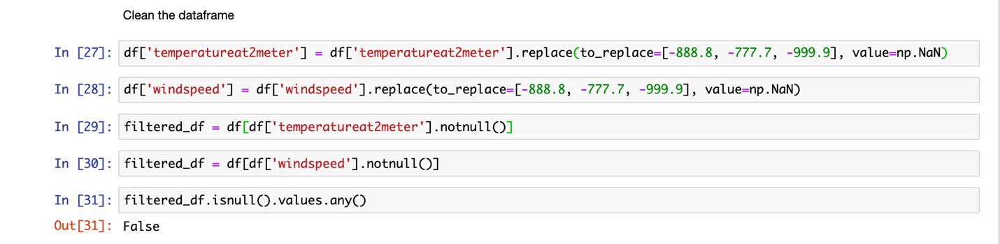 Clean the dataframe
In [27]: df['temperatureat2meter'] = df['temperatureat2meter'].replace(to_replace=[-888.8, -777.7, -999.9], value=np.NaN)
In [28]: df['windspeed'] = df['windspeed'].replace(to_replace=[-888.8, -777.7, -999.9], value=np.NaN)
In [29]: filtered_df = df[df['temperatureat2meter'].notnull()]
In [30]: filtered_df = df[df['windspeed'].notnull()]
In [31]: filtered_df.isnull().values.any()
Out[31]: False